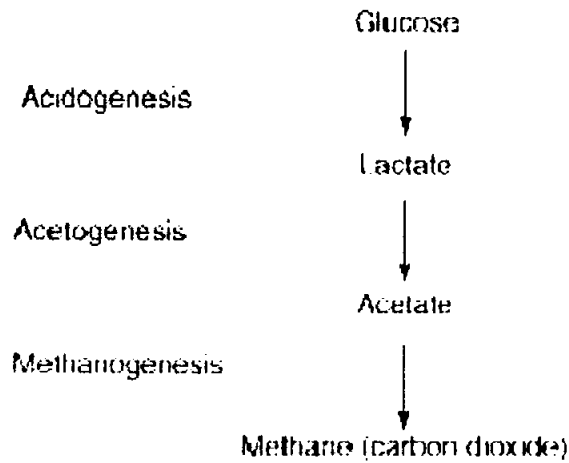 Glucose
Acidogenesis
Lactate
Acetogenesis
Acetate
Methanogenesis
Methane (carbon dioxide)